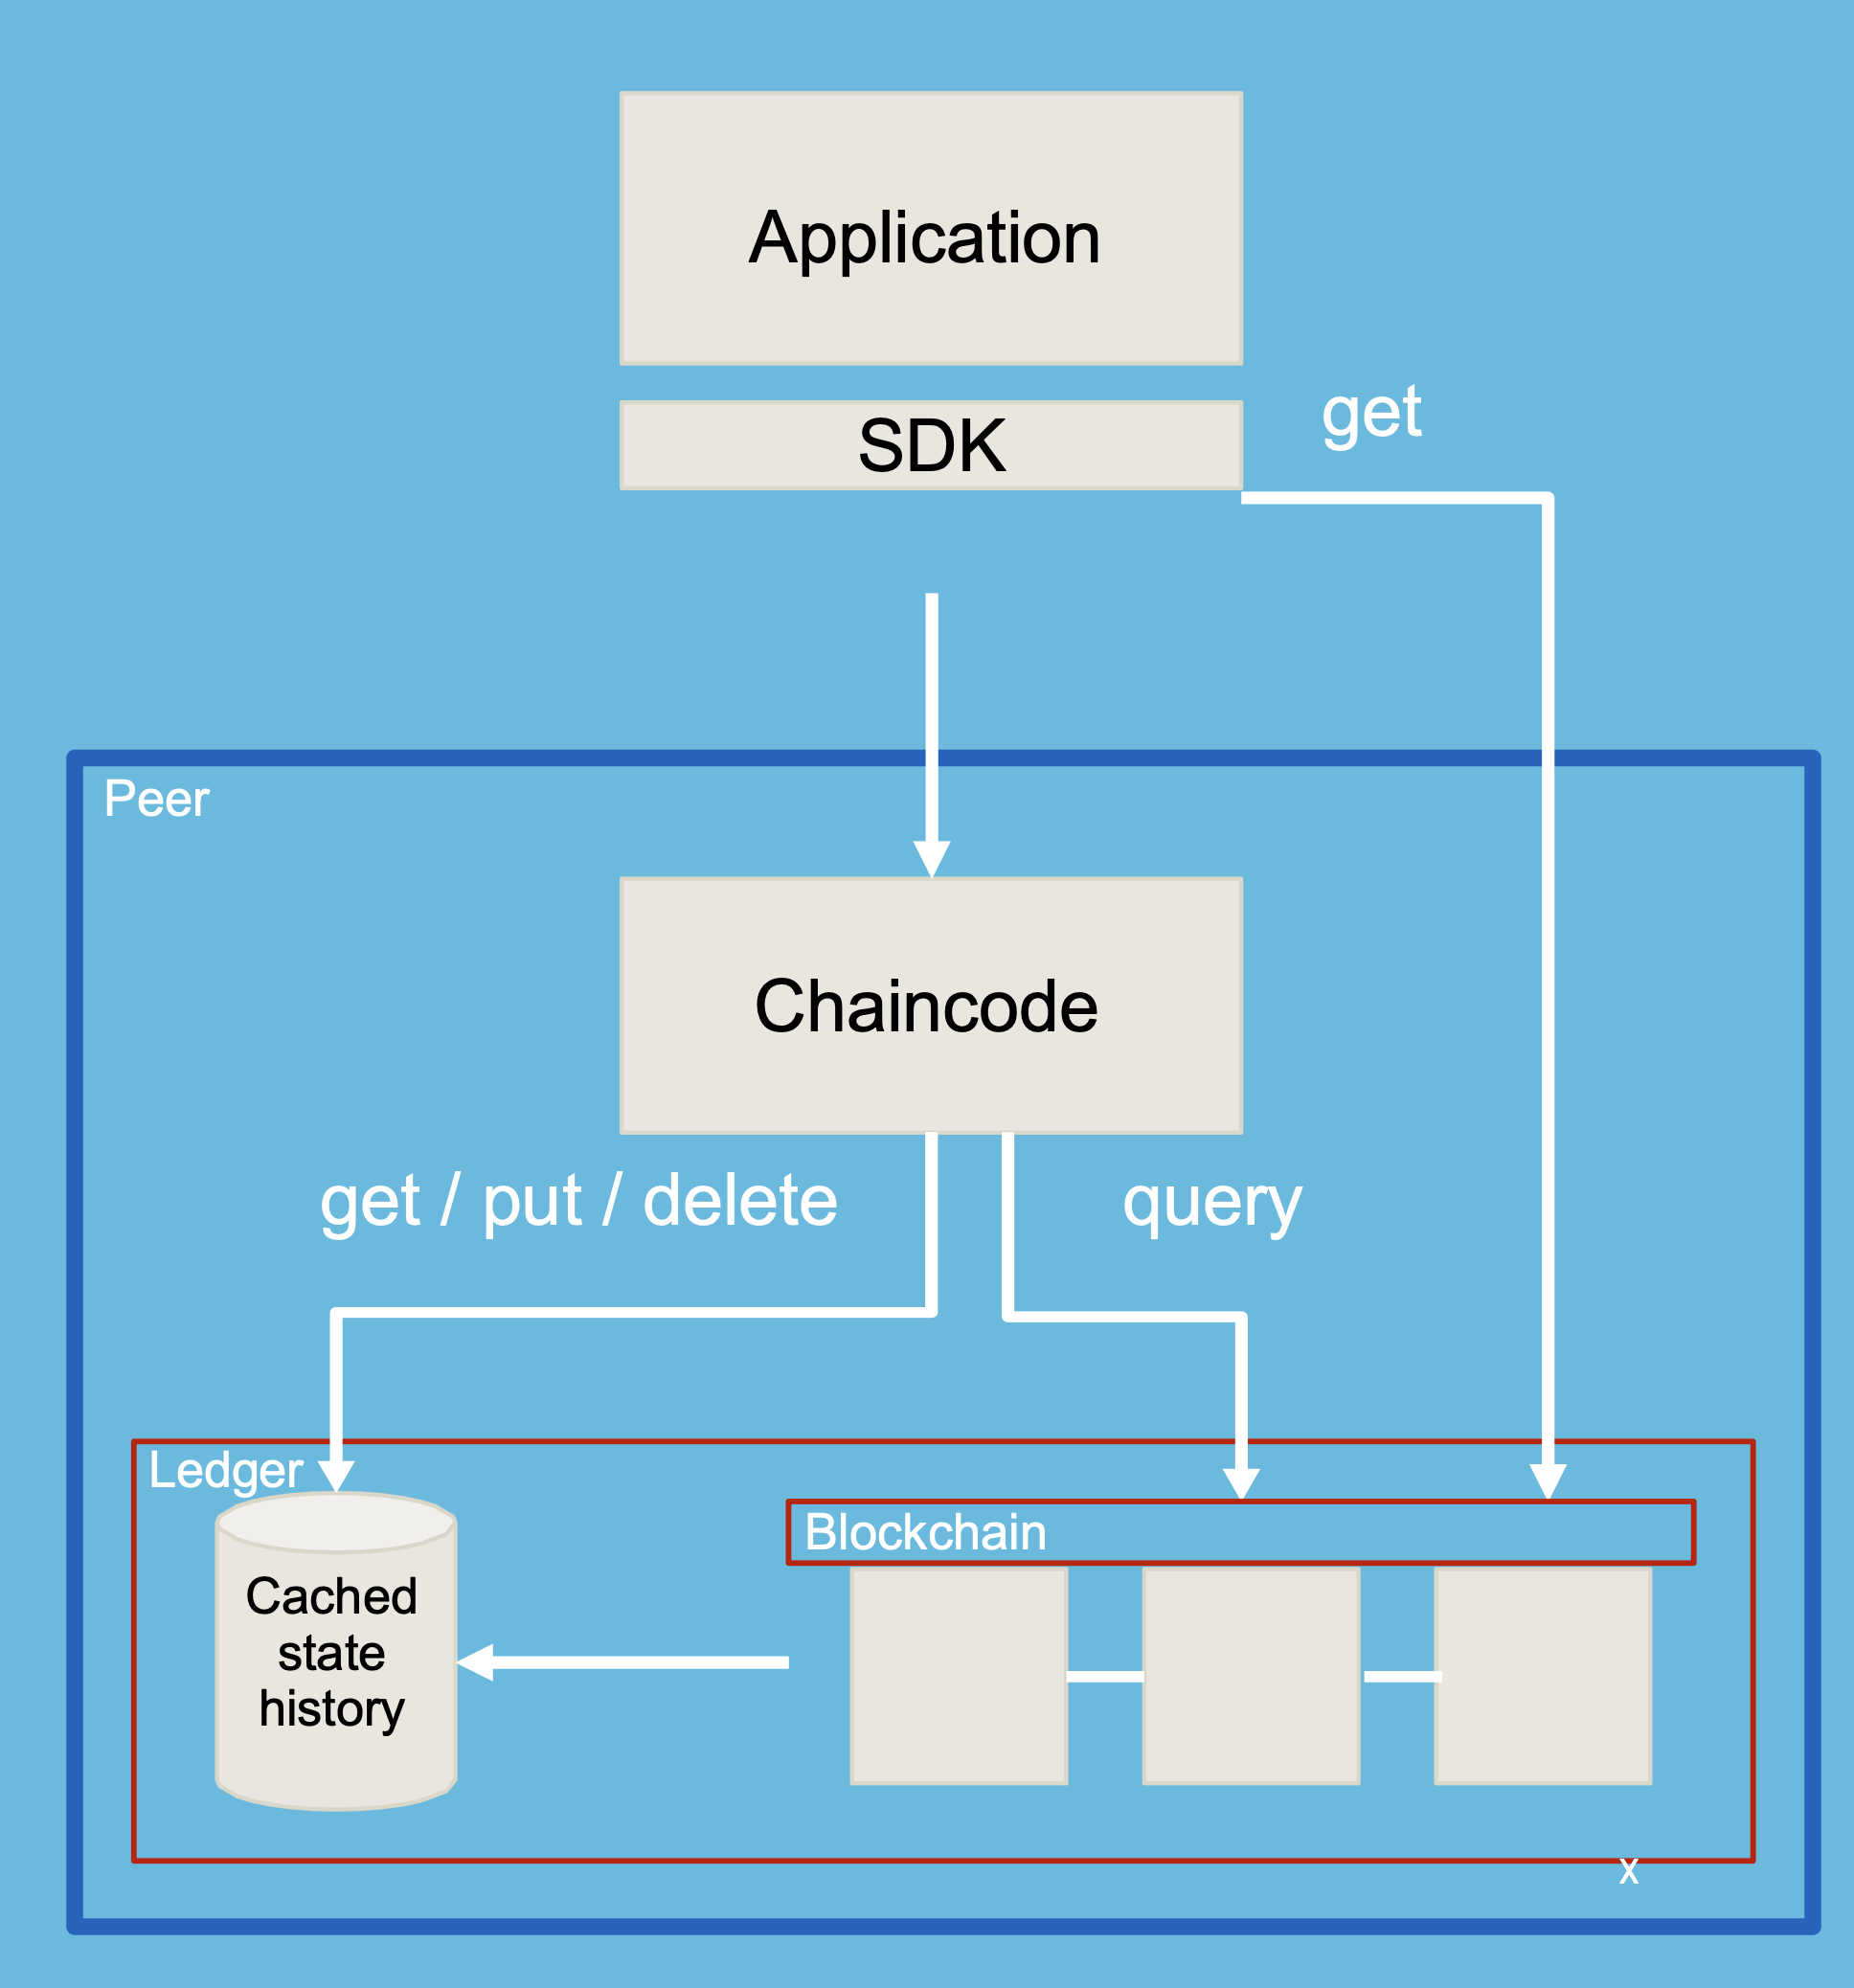 Application
SDK
get
Peer
Chaincode
get / put / delete
query
Ledger
Blockchain
Cached
state
history
x